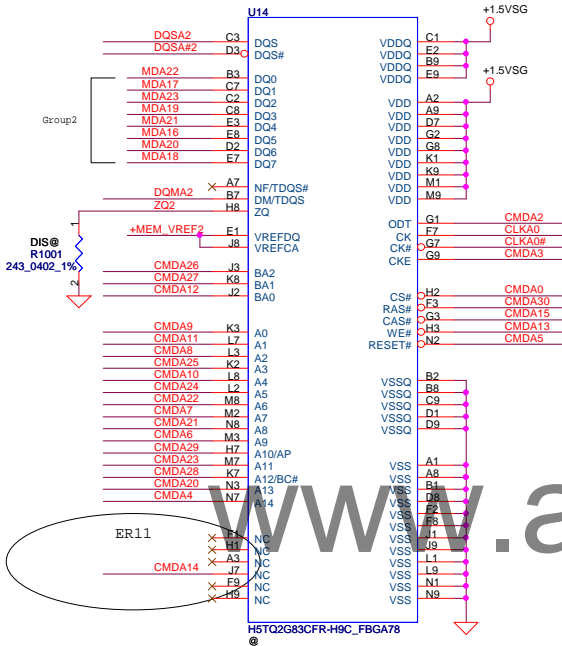 U14
+1.5VSG
DQSA2 C3 DQS VDDQ C1
DQSA#2 D3 DQS# VDDQ E2
VDDQ B9
MDA22 B3 DQ0 VDDQ E9
MDA17 C7 DQ1
+1.5VSG
MDA23 C2 DQ2 VDD A2
MDA19 C8 DQ3 VDD A9
Group2
MDA21 E3 DQ4 VDD D7
MDA16 E8 DQ5 VDD G2
MDA20 D2 DQ6 VDD G8
MDA18 E7 DQ7 VDD K1
VDD K9
A7 NF/TDQS# VDD M1
DQMA2 B7 DM/TDQS VDD M9
ZQ2 H8 ZQ
ODT G1 CMDA2
+MEM_VREF2 E1 VREFDQ CK F7 CLKA0
J8 VREFCA CK# G7 CLKA0#
CKE G9 CMDA3
1
DIS@
R1001
243_0402_1%
2
CMDA26 J3 BA2
CMDA27 K8 BA1 CS# H2 CMDA0
CMDA12 J2 BA0 RAS# F3 CMDA30
CAS# G3 CMDA15
WE# H3 CMDA13
CMDA9 K3 A0 RESET# N2 CMDA5
CMDA11 L7 A1
CMDA8 L3 A2
CMDA25 K2 A3
CMDA10 L8 A4 VSSQ B2
CMDA24 L2 A5 VSSQ B8
CMDA22 M8 A6 VSSQ C9
CMDA7 M2 A7 VSSQ D1
CMDA21 N8 A8 VSSQ D9
CMDA6 M3 A9
CMDA29 H7 A10/AP
CMDA23 M7 A11 VSS A1
CMDA28 K7 A12/BC# VSS A8
CMDA20 N3 A13 VSS B1
CMDA4 N7 A14 VSS D8
VSS F2
VSS F8
www.a
ER11
F1 NC VSS J1
H1 NC VSS J9
A3 NC VSS L1
CMDA14 J7 NC VSS L9
F9 NC VSS N1
H9 NC VSS N9
H5TQ2G83CFR-H9C_FBGA78
@